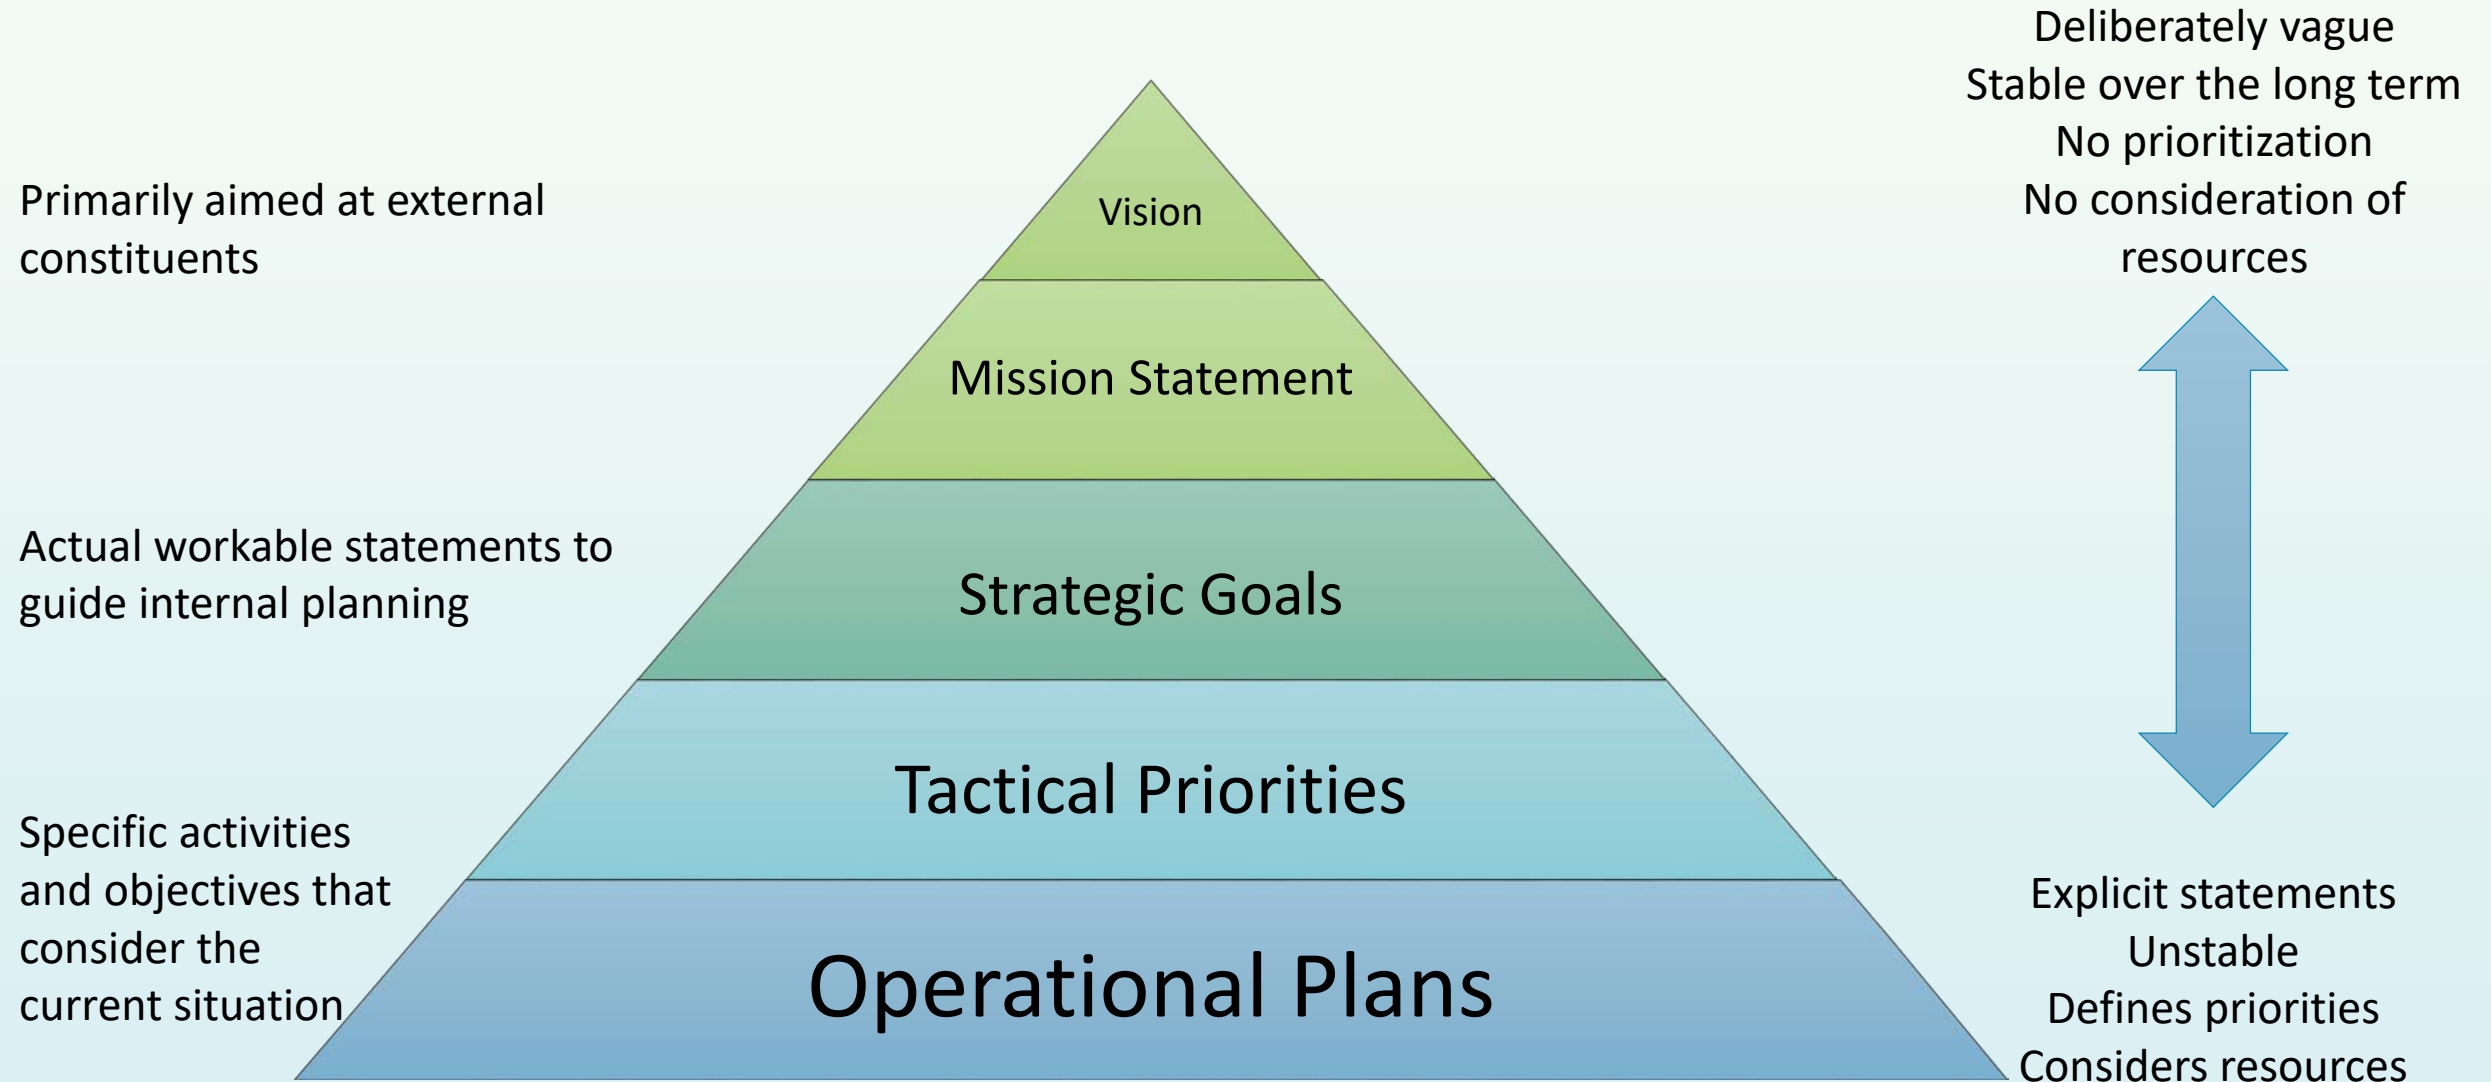 Deliberately vague
Stable over the long term
No prioritization
No consideration of
resources
Primarily aimed at external
constituents
Vision
Mission Statement
Actual workable statements to
guide internal planning
Strategic Goals
Tactical Priorities
Specific activities
and objectives that
consider the
current situation
Operational Plans
Explicit statements
Unstable
Defines priorities
Considers resources